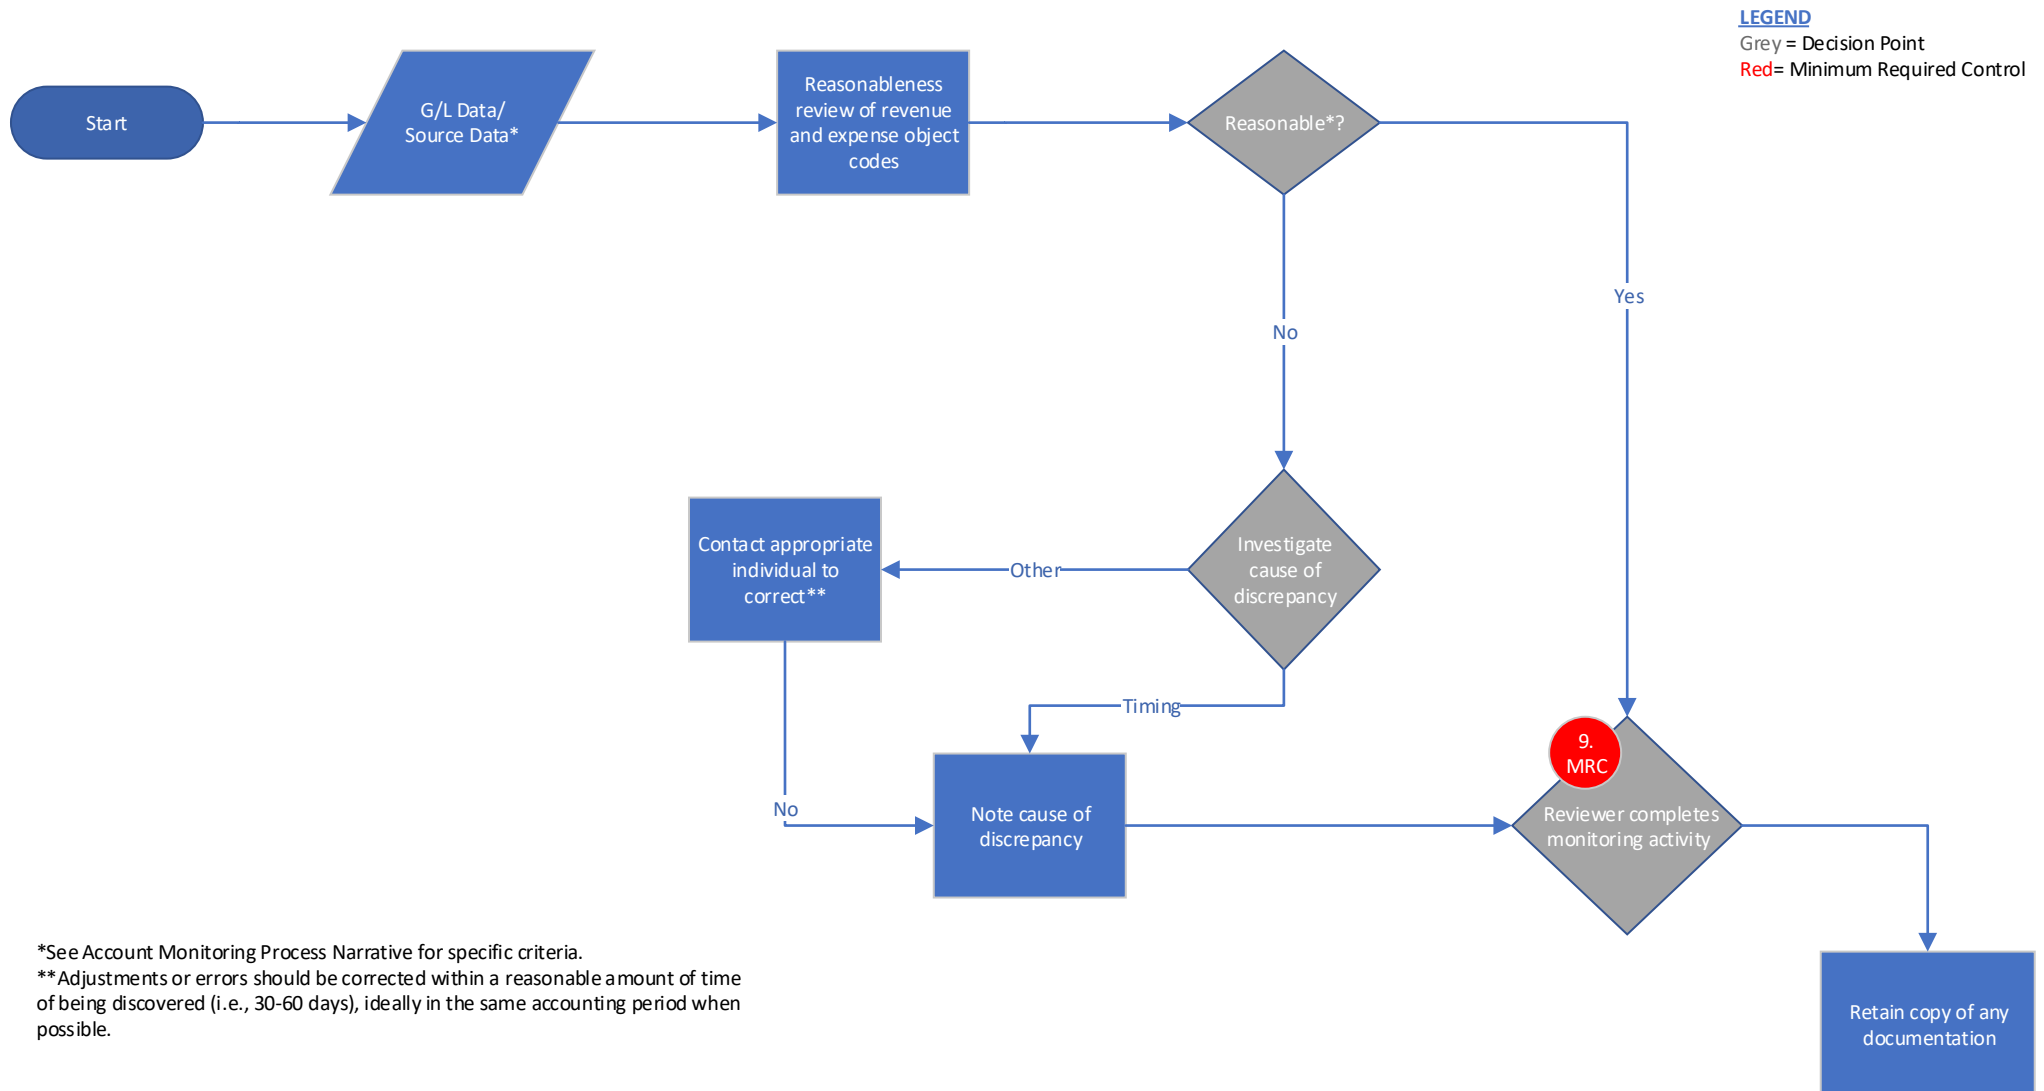 LEGEND
Grey = Decision Point
Red= Minimum Required Control
Start
G/L Data/
Source Data*
Reasonableness
review of revenue
and expense object
codes
Reasonable*?
Yes
No
Contact appropriate
individual to
correct**
Other
Investigate
cause of
discrepancy
Timing
9.
MRC
No
Note cause of
discrepancy
Reviewer completes
monitoring activity
*See Account Monitoring Process Narrative for specific criteria.
**Adjustments or errors should be corrected within a reasonable amount of time
of being discovered (i.e., 30-60 days), ideally in the same accounting period when
possible.
Retain copy of any
documentation